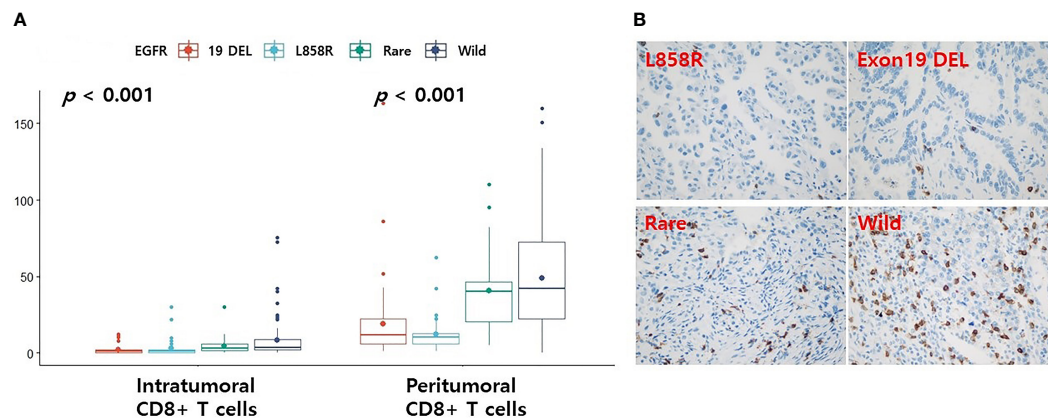 A
EGFR 19 DEL L858R Rare Wild
p < 0.001 p < 0.001
150
100
50
0
Intratumoral
CD8+ T cells
Peritumoral
CD8+ T cells
B
L858R
Exon19 DEL
Rare
Wild